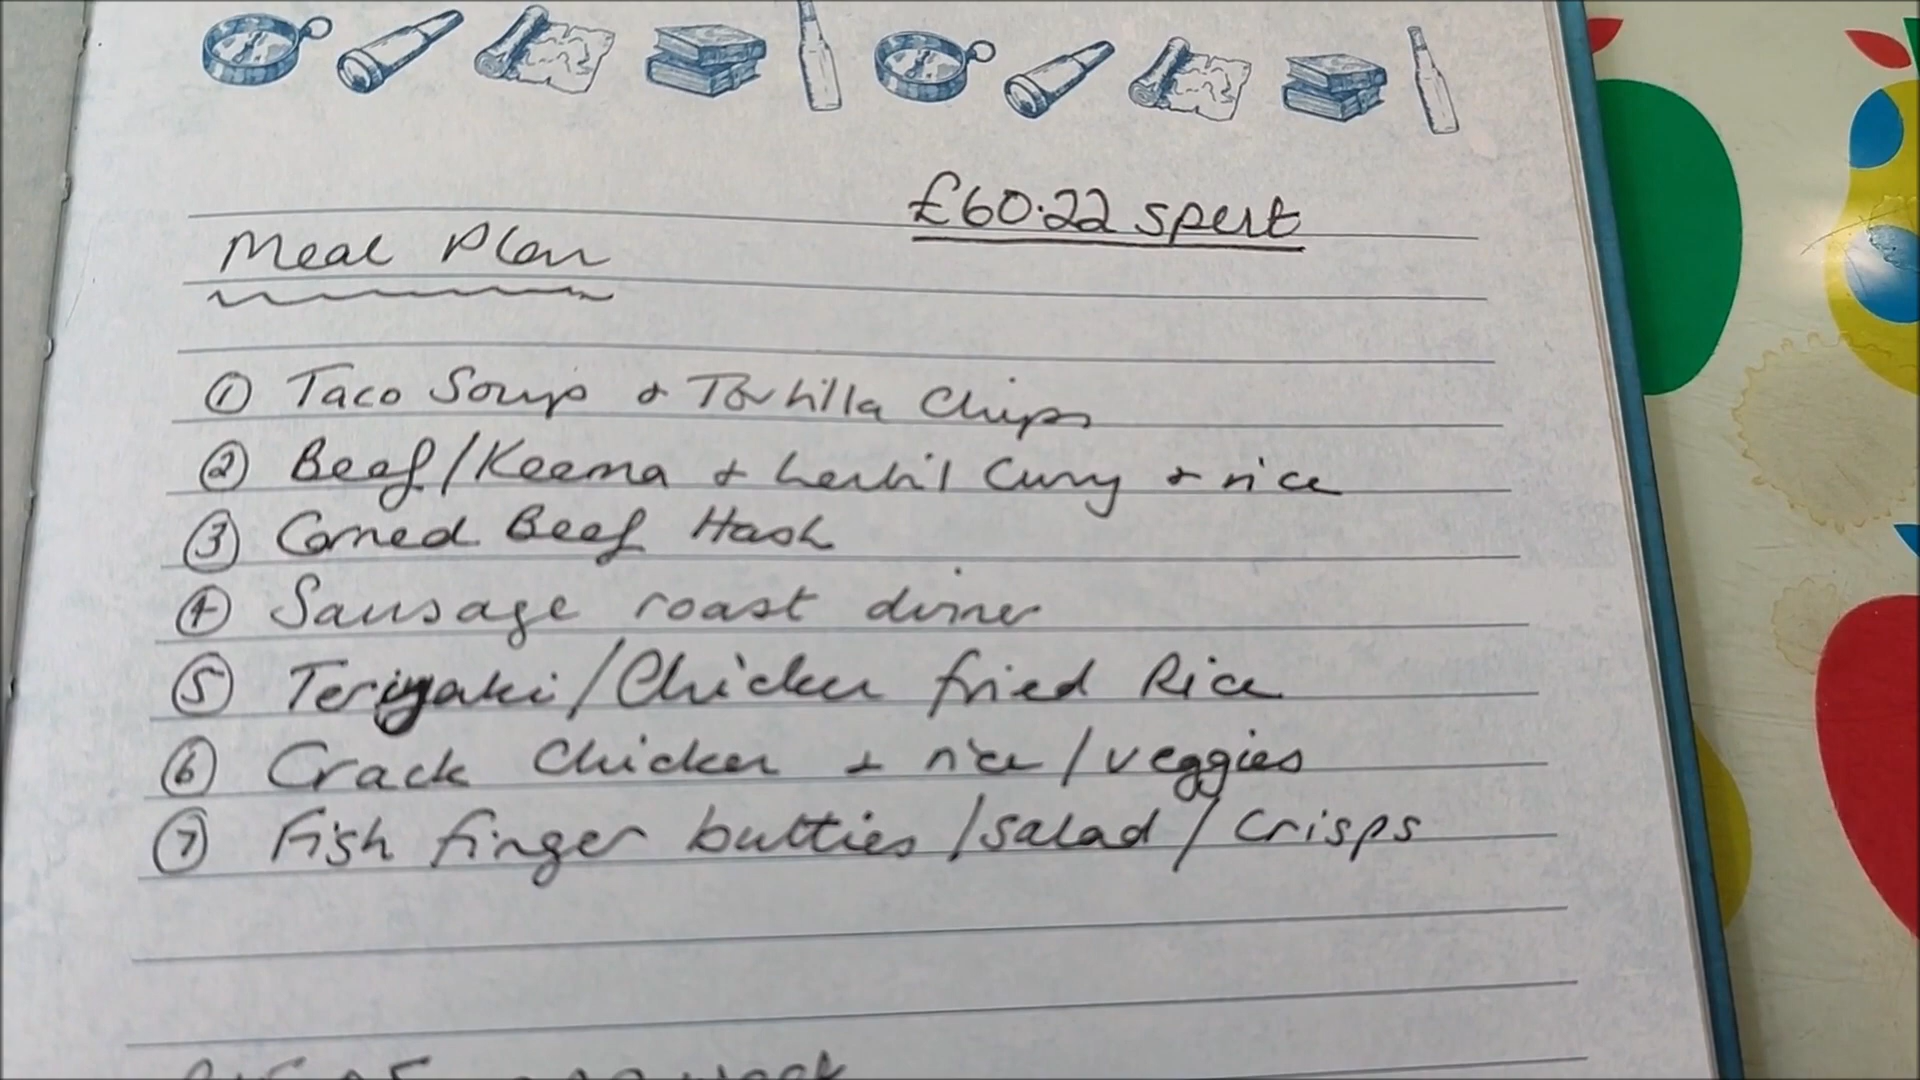 £60.22 spent
Meal Plan
① Taco Soup & Tortilla Chips
② Beef/Keema & Lentil Curry & rice
③ Corned Beef Hash
④ Sausage roast dinner
⑤ Teriyaki/Chicken fried Rice
⑥ Crack Chicken & rice/veggies
⑦ Fish finger butties/salad/crisps